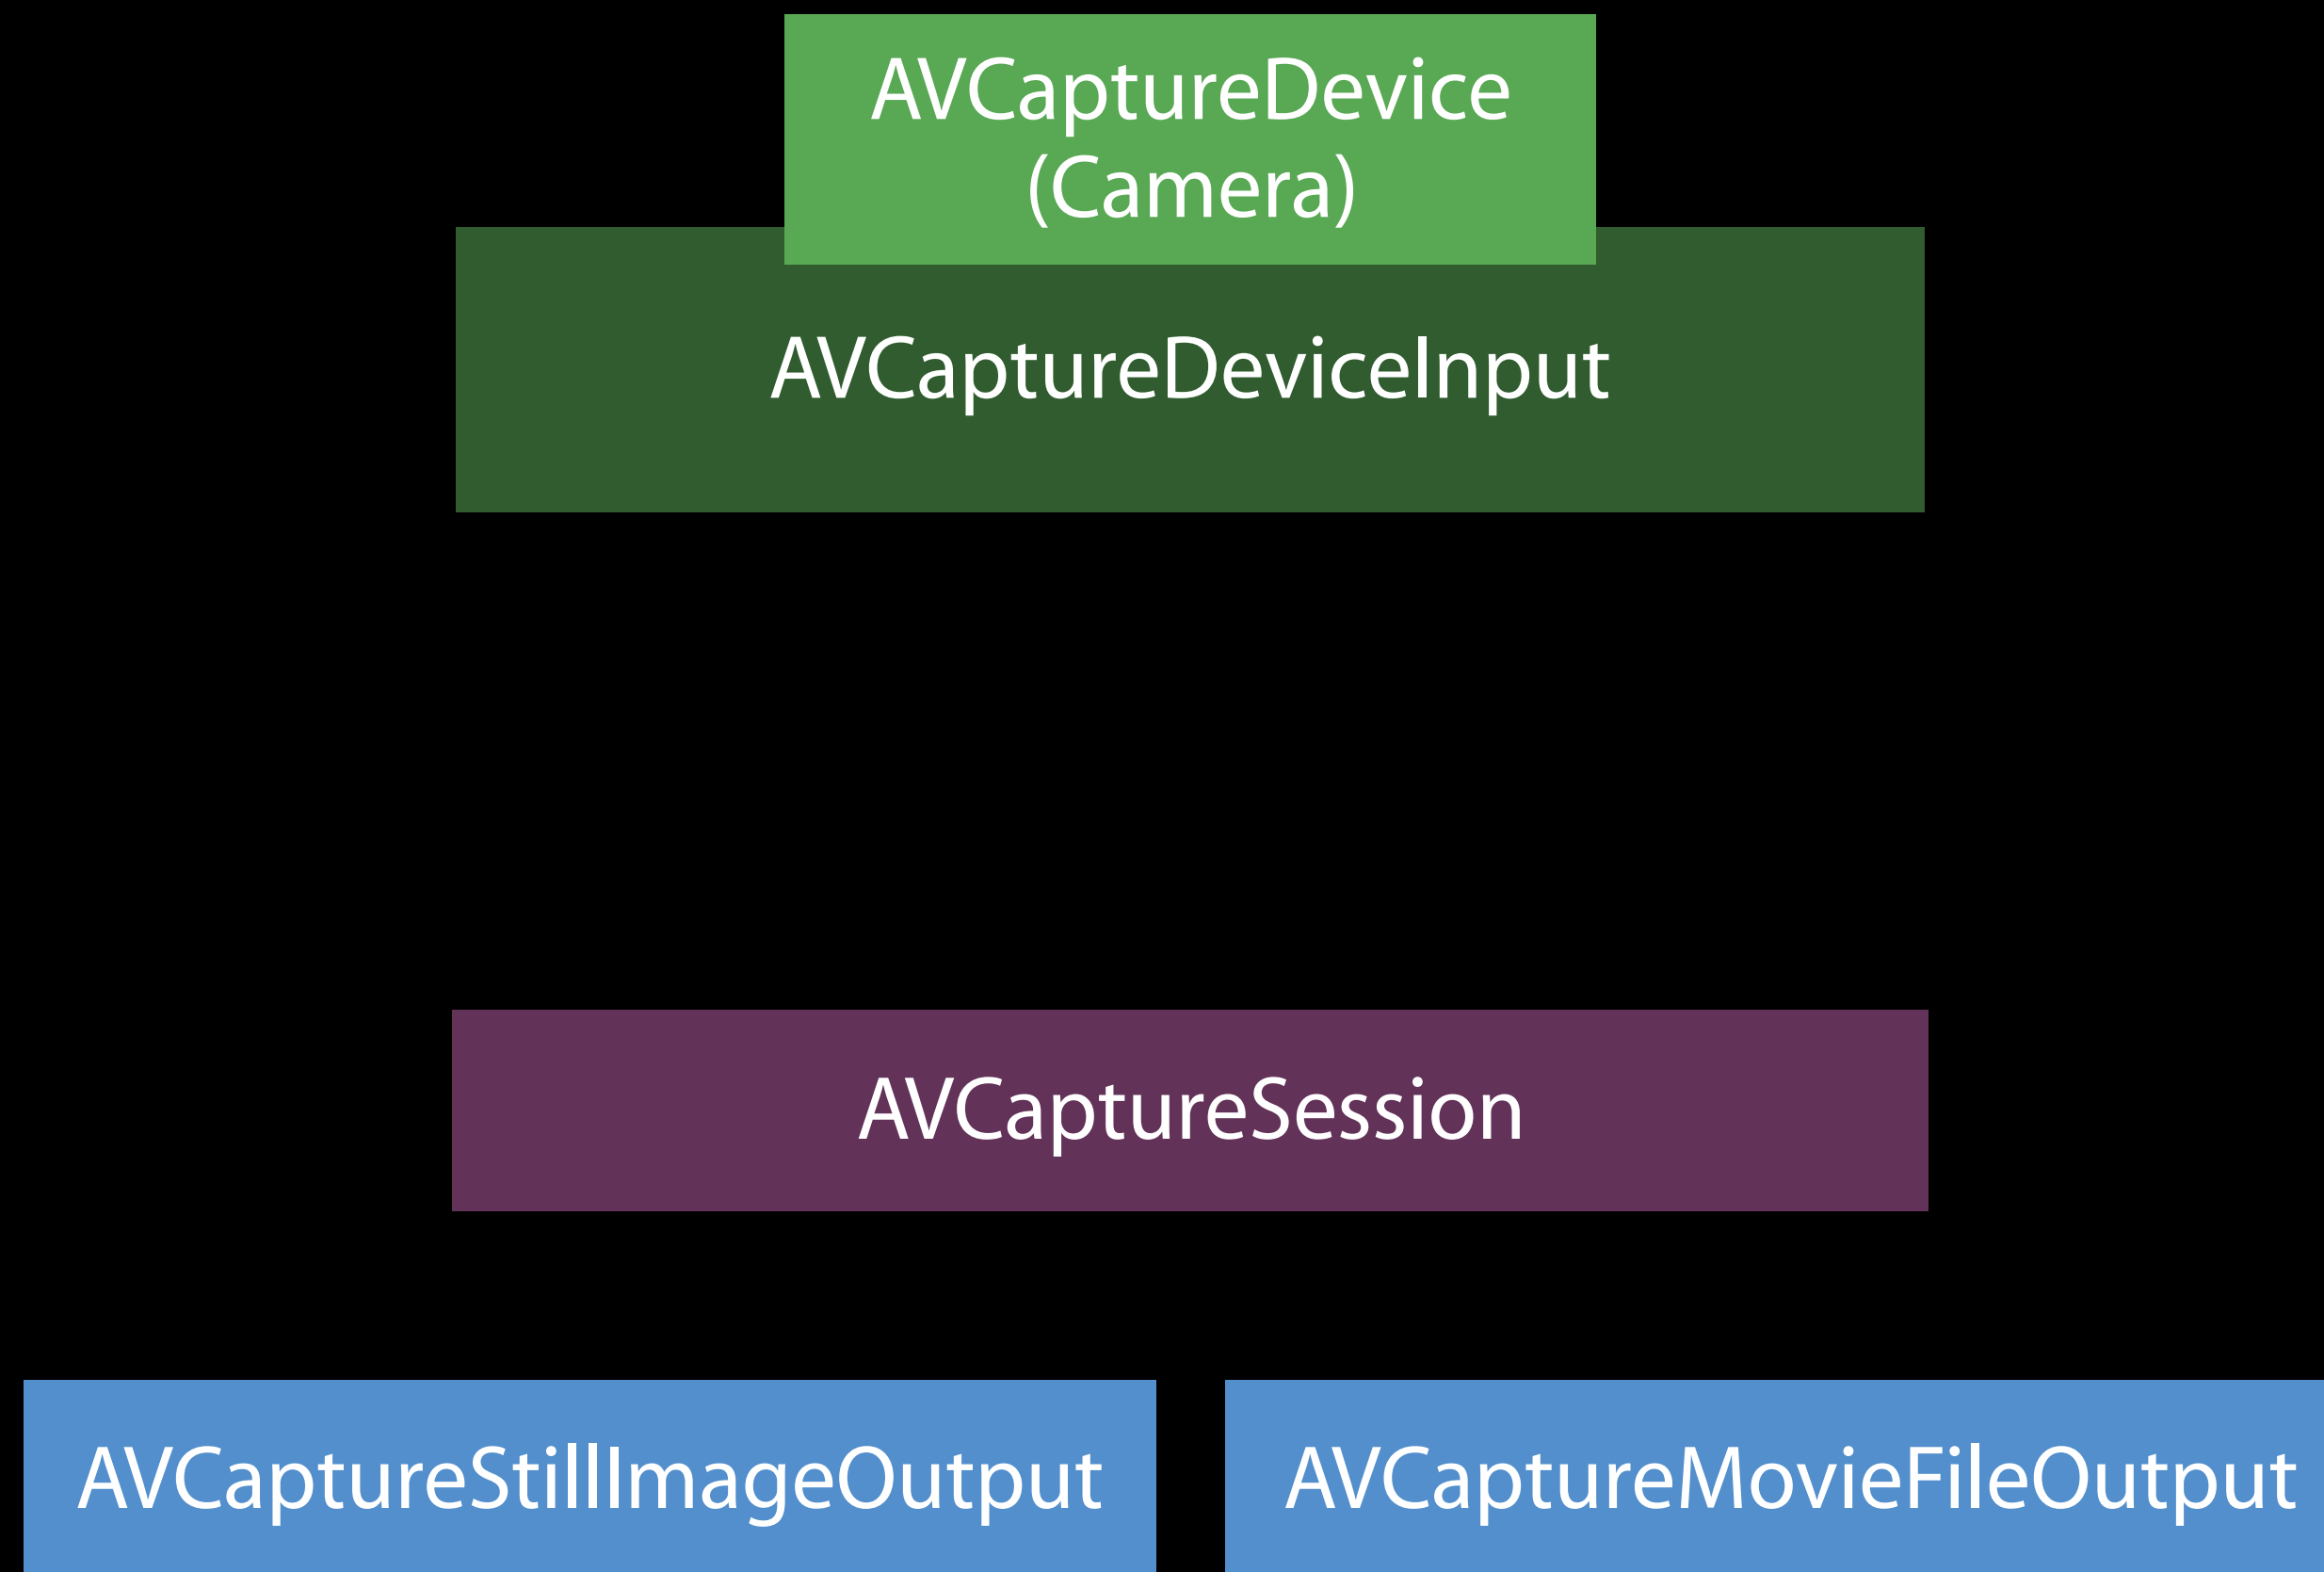 AVCaptureDevice
(Camera)
AVCaptureDeviceInput
AVCaptureSession
AVCaptureStillImageOutput
AVCaptureMovieFileOutput